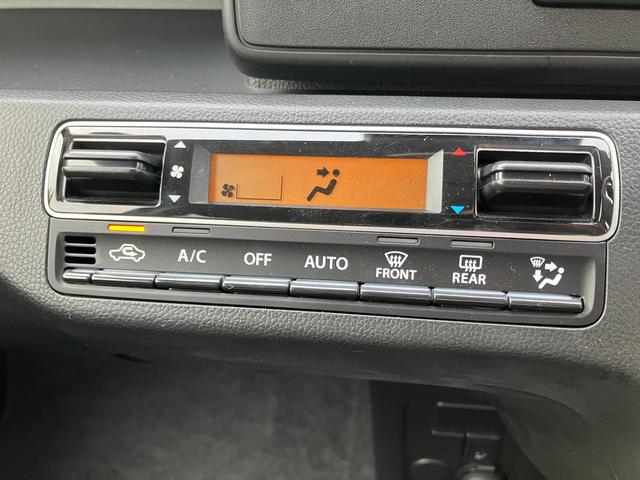 A/C OFF AUTO FRONT REAR